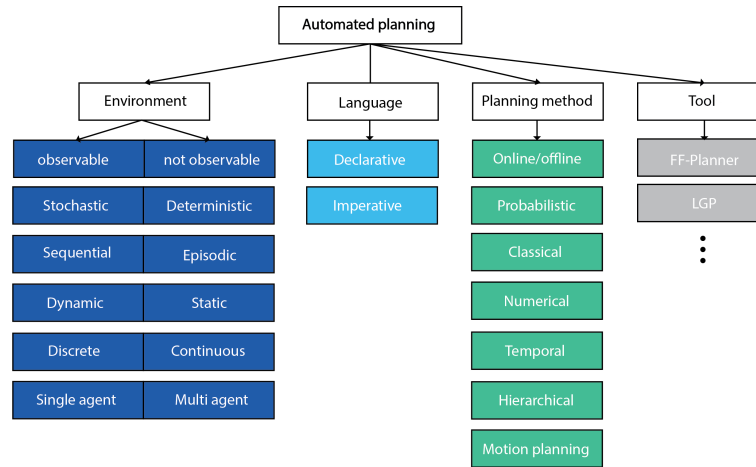 Automated planning
Environment
Language
Planning method
Tool
observable
not observable
Declarative
Online/offline
FF-Planner
Stochastic
Deterministic
Imperative
Probabilistic
LGP
Sequential
Episodic
Classical
Dynamic
Static
Numerical
Discrete
Continuous
Temporal
Single agent
Multi agent
Hierarchical
Motion planning